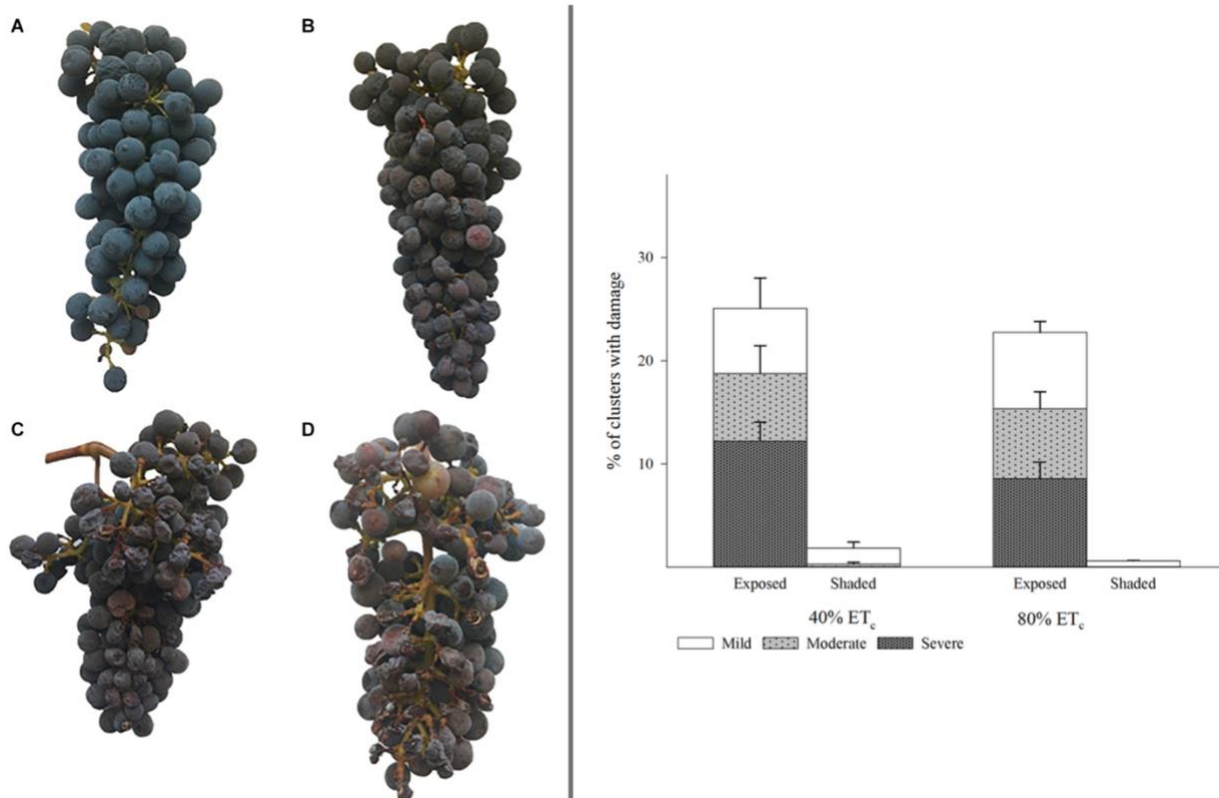 A
B
C
D
% of clusters with damage
30
20
10
Exposed Shaded Exposed Shaded
40% ETc 80% ETc
Mild Moderate Severe